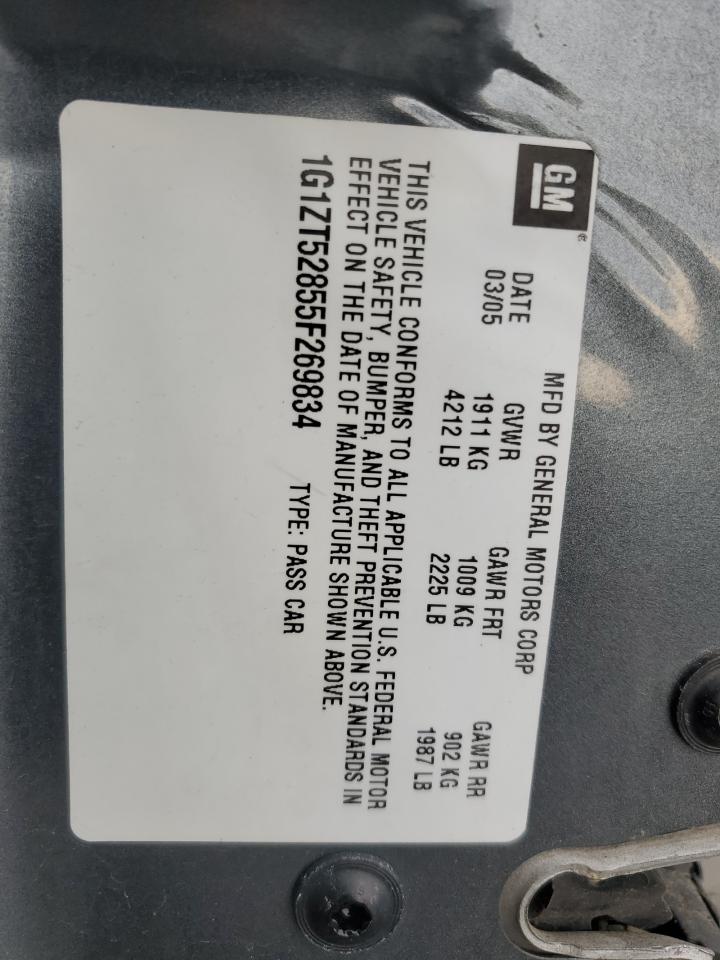 GM
®
MFD BY GENERAL MOTORS CORP
DATE GVWR GAWR FRT GAWR RR
03/05 1911 KG 1009 KG 902 KG
4212 LB 2225 LB 1987 LB
THIS VEHICLE CONFORMS TO ALL APPLICABLE U.S. FEDERAL MOTOR
VEHICLE SAFETY, BUMPER, AND THEFT PREVENTION STANDARDS IN
EFFECT ON THE DATE OF MANUFACTURE SHOWN ABOVE.
1G1ZT52855F269834 TYPE: PASS CAR